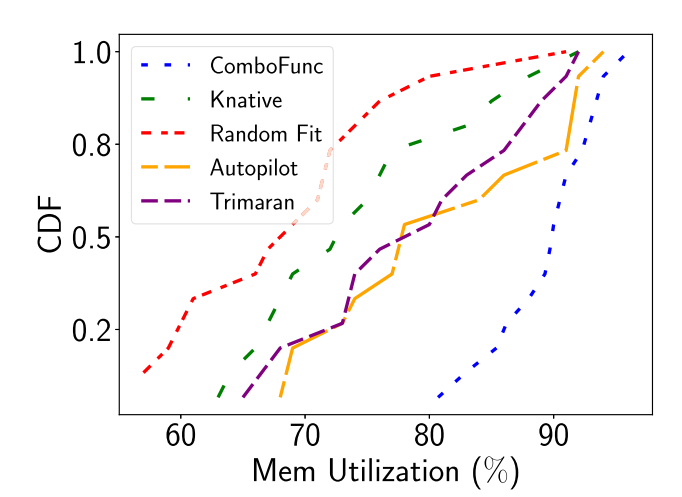 1.0
0.8
0.5
0.2
CDF
ComboFunc
Knative
Random Fit
Autopilot
Trimaran
60 70 80 90
Mem Utilization (%)